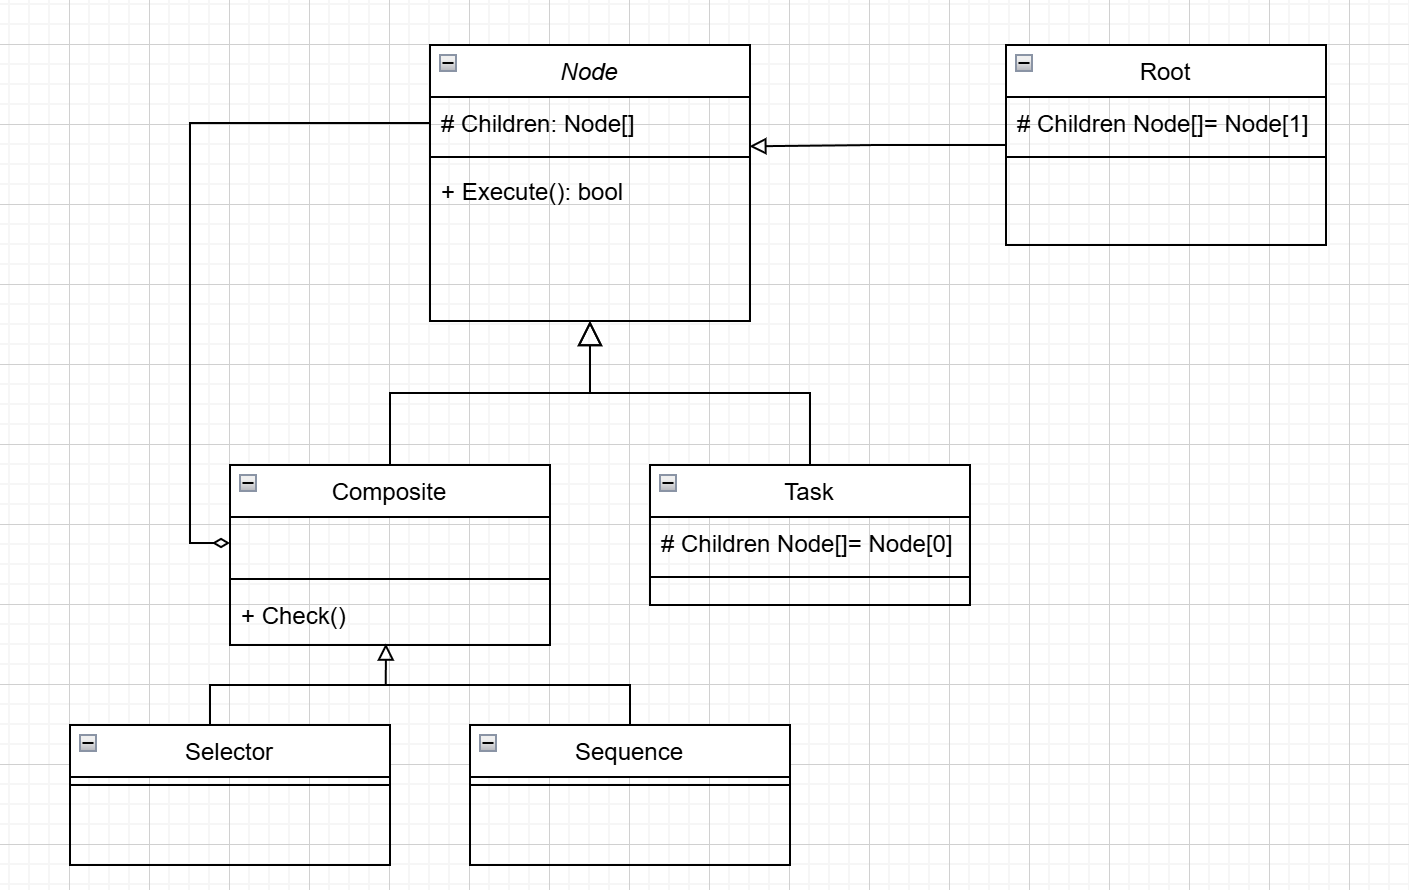 Node
# Children: Node[]
+ Execute(): bool
Root
# Children Node[]= Node[1]
Composite
+ Check()
Task
# Children Node[]= Node[0]
Selector
Sequence